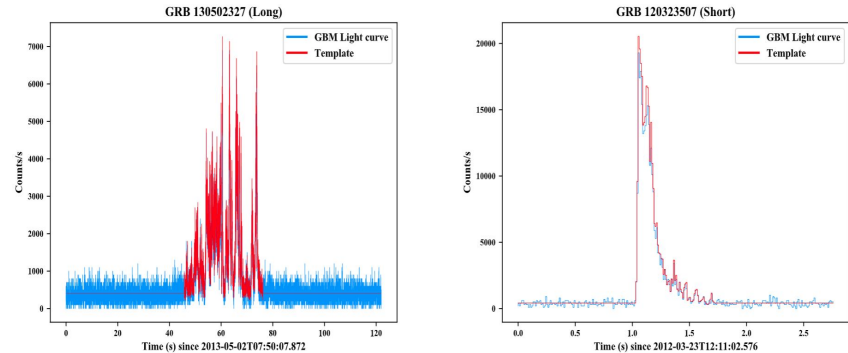 GRB 130502327 (Long)
GBM Light curve
Template
7000
6000
5000
4000
3000
2000
1000
0
Counts/s
0
20
40
60
80
100
120
Time (s) since 2013-05-02T07:50:07.872
GRB 120323507 (Short)
GBM Light curve
Template
20000
15000
10000
5000
0
Counts/s
0.0
0.5
1.0
1.5
2.0
2.5
Time (s) since 2012-03-23T12:11:02.576